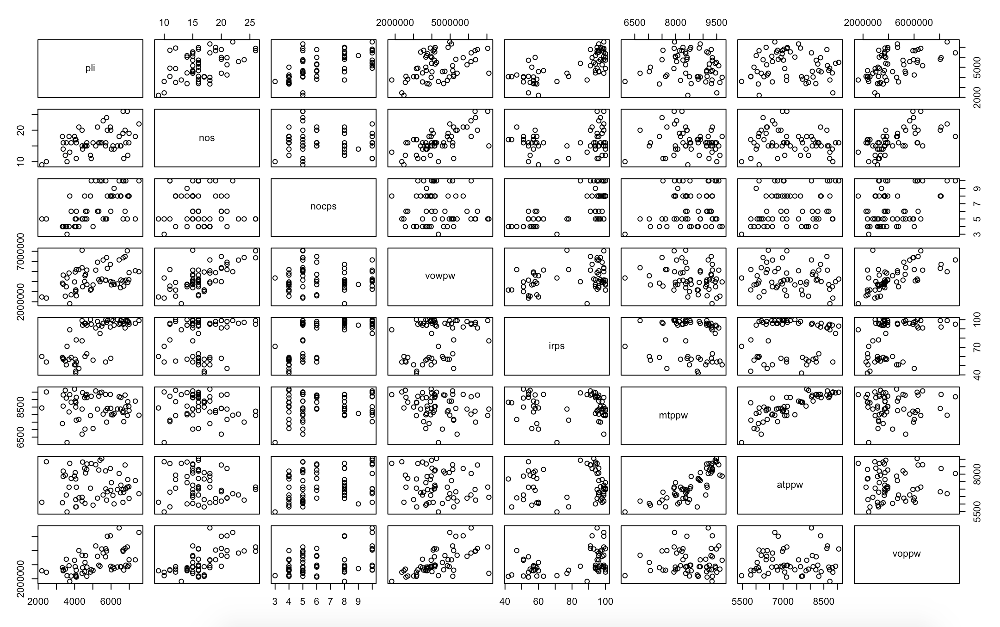 10 15 20 25 2000000 5000000 6500 8000 9500 2000000 6000000
pli 2000 5000
10 20 nos
nocps 3 5 7 9
2000000 7000000 vowpw
irps 40 70 100
6500 8500 mtppw
atppw 5500 8000
2000000 voppw
2000 4000 6000 3 4 5 6 7 8 9 40 60 80 100 5500 7000 8500